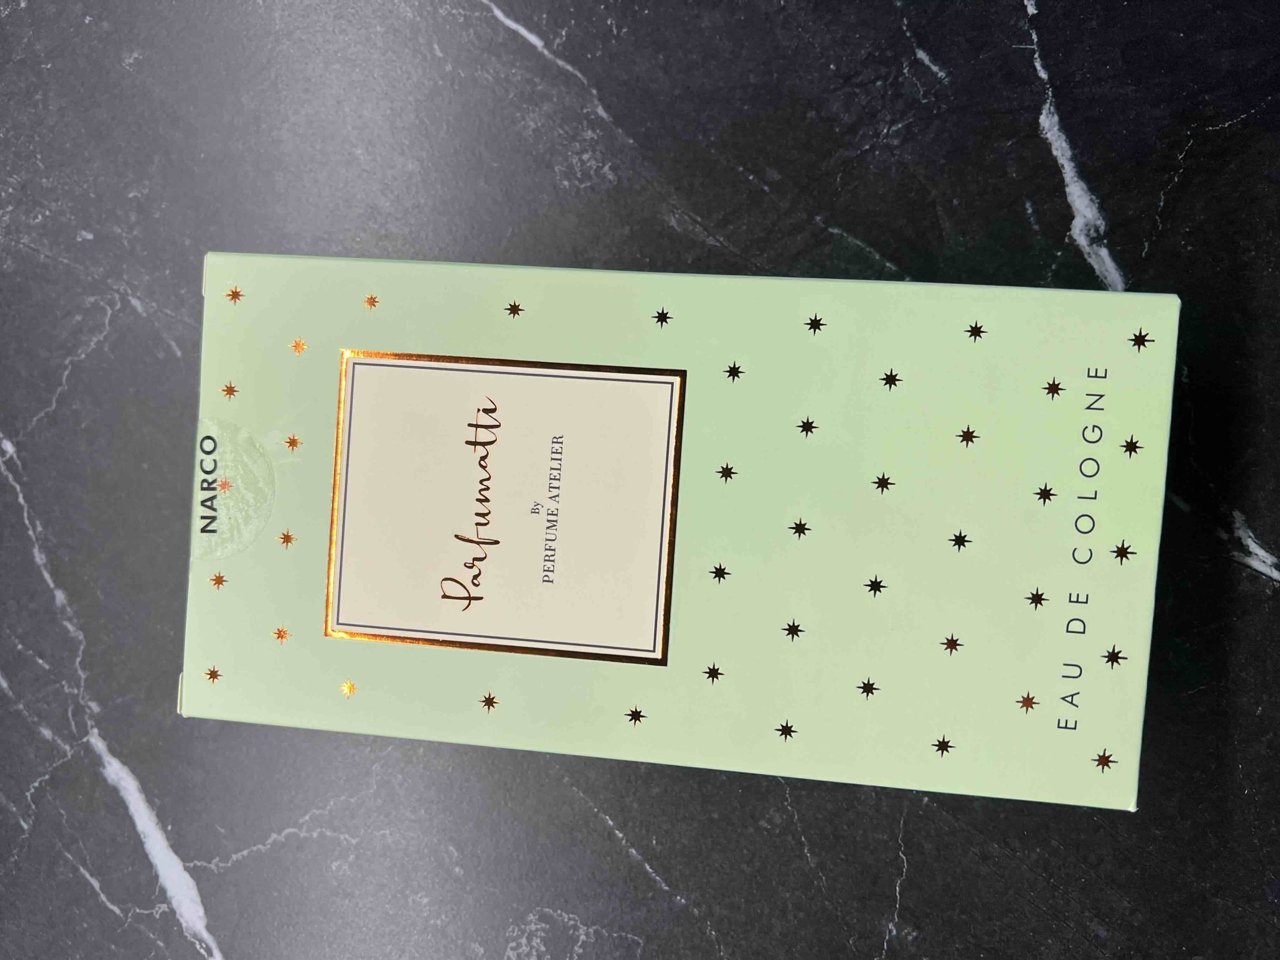 NARCO
Parfumatti
By
PERFUME ATELIER
EAU DE COLOGNE